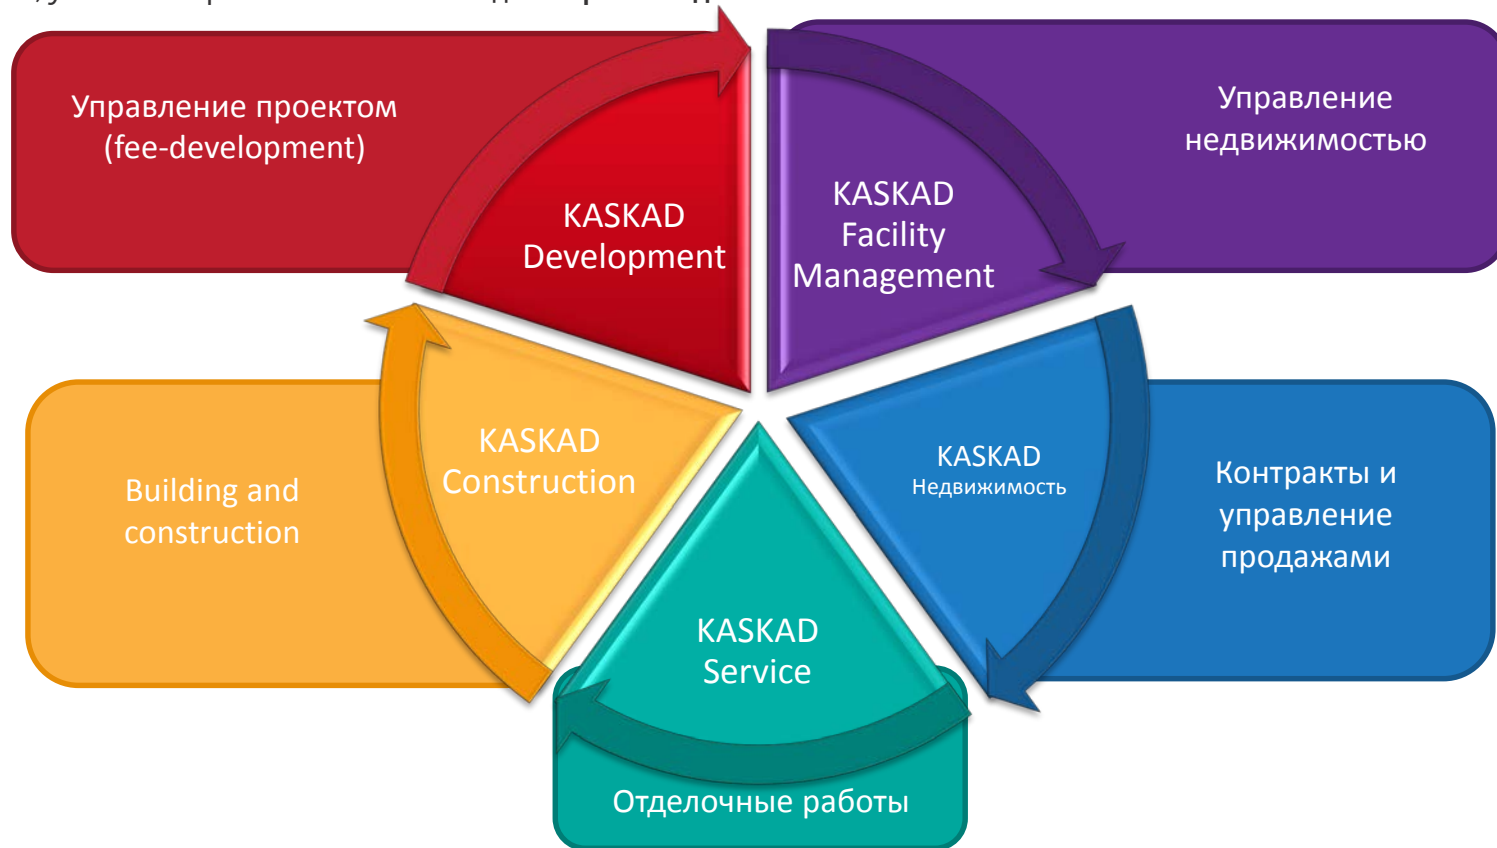 Управление проектом
(fee-development)
KASKAD
Development
KASKAD
Facility
Management
Управление
недвижимостью
Building and
construction
KASKAD
Construction
KASKAD
Недвижимость
Контракты и
управление
продажами
KASKAD
Service
Отделочные работы